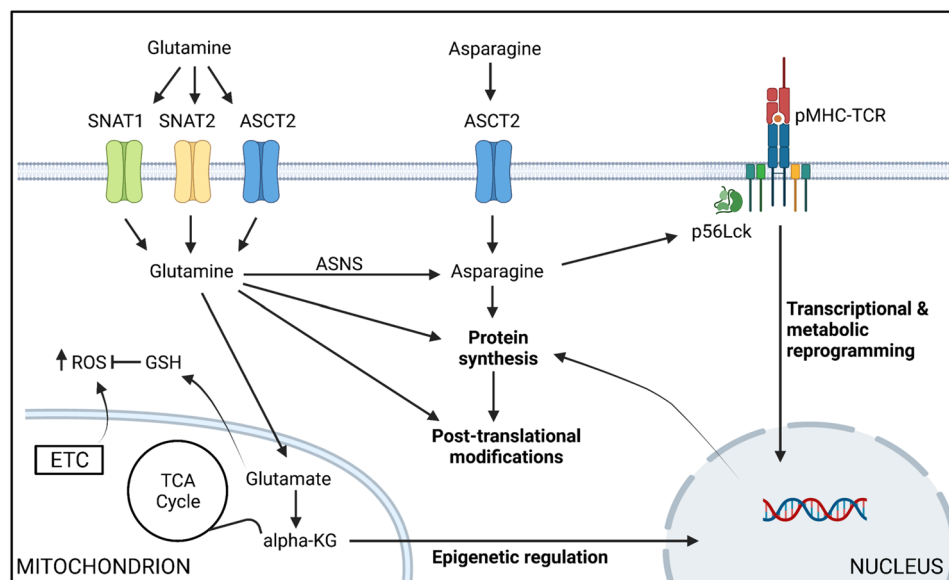 Glutamine
Asparagine
SNAT1
SNAT2
ASCT2
ASCT2
pMHC-TCR
p56Lck
Glutamine
ASNS
Asparagine
Transcriptional &
metabolic
reprogramming
Protein
synthesis
ROS
GSH
Post-translational
modifications
ETC
TCA
Cycle
Glutamate
alpha-KG
Epigenetic regulation
MITOCHONDRION
NUCLEUS